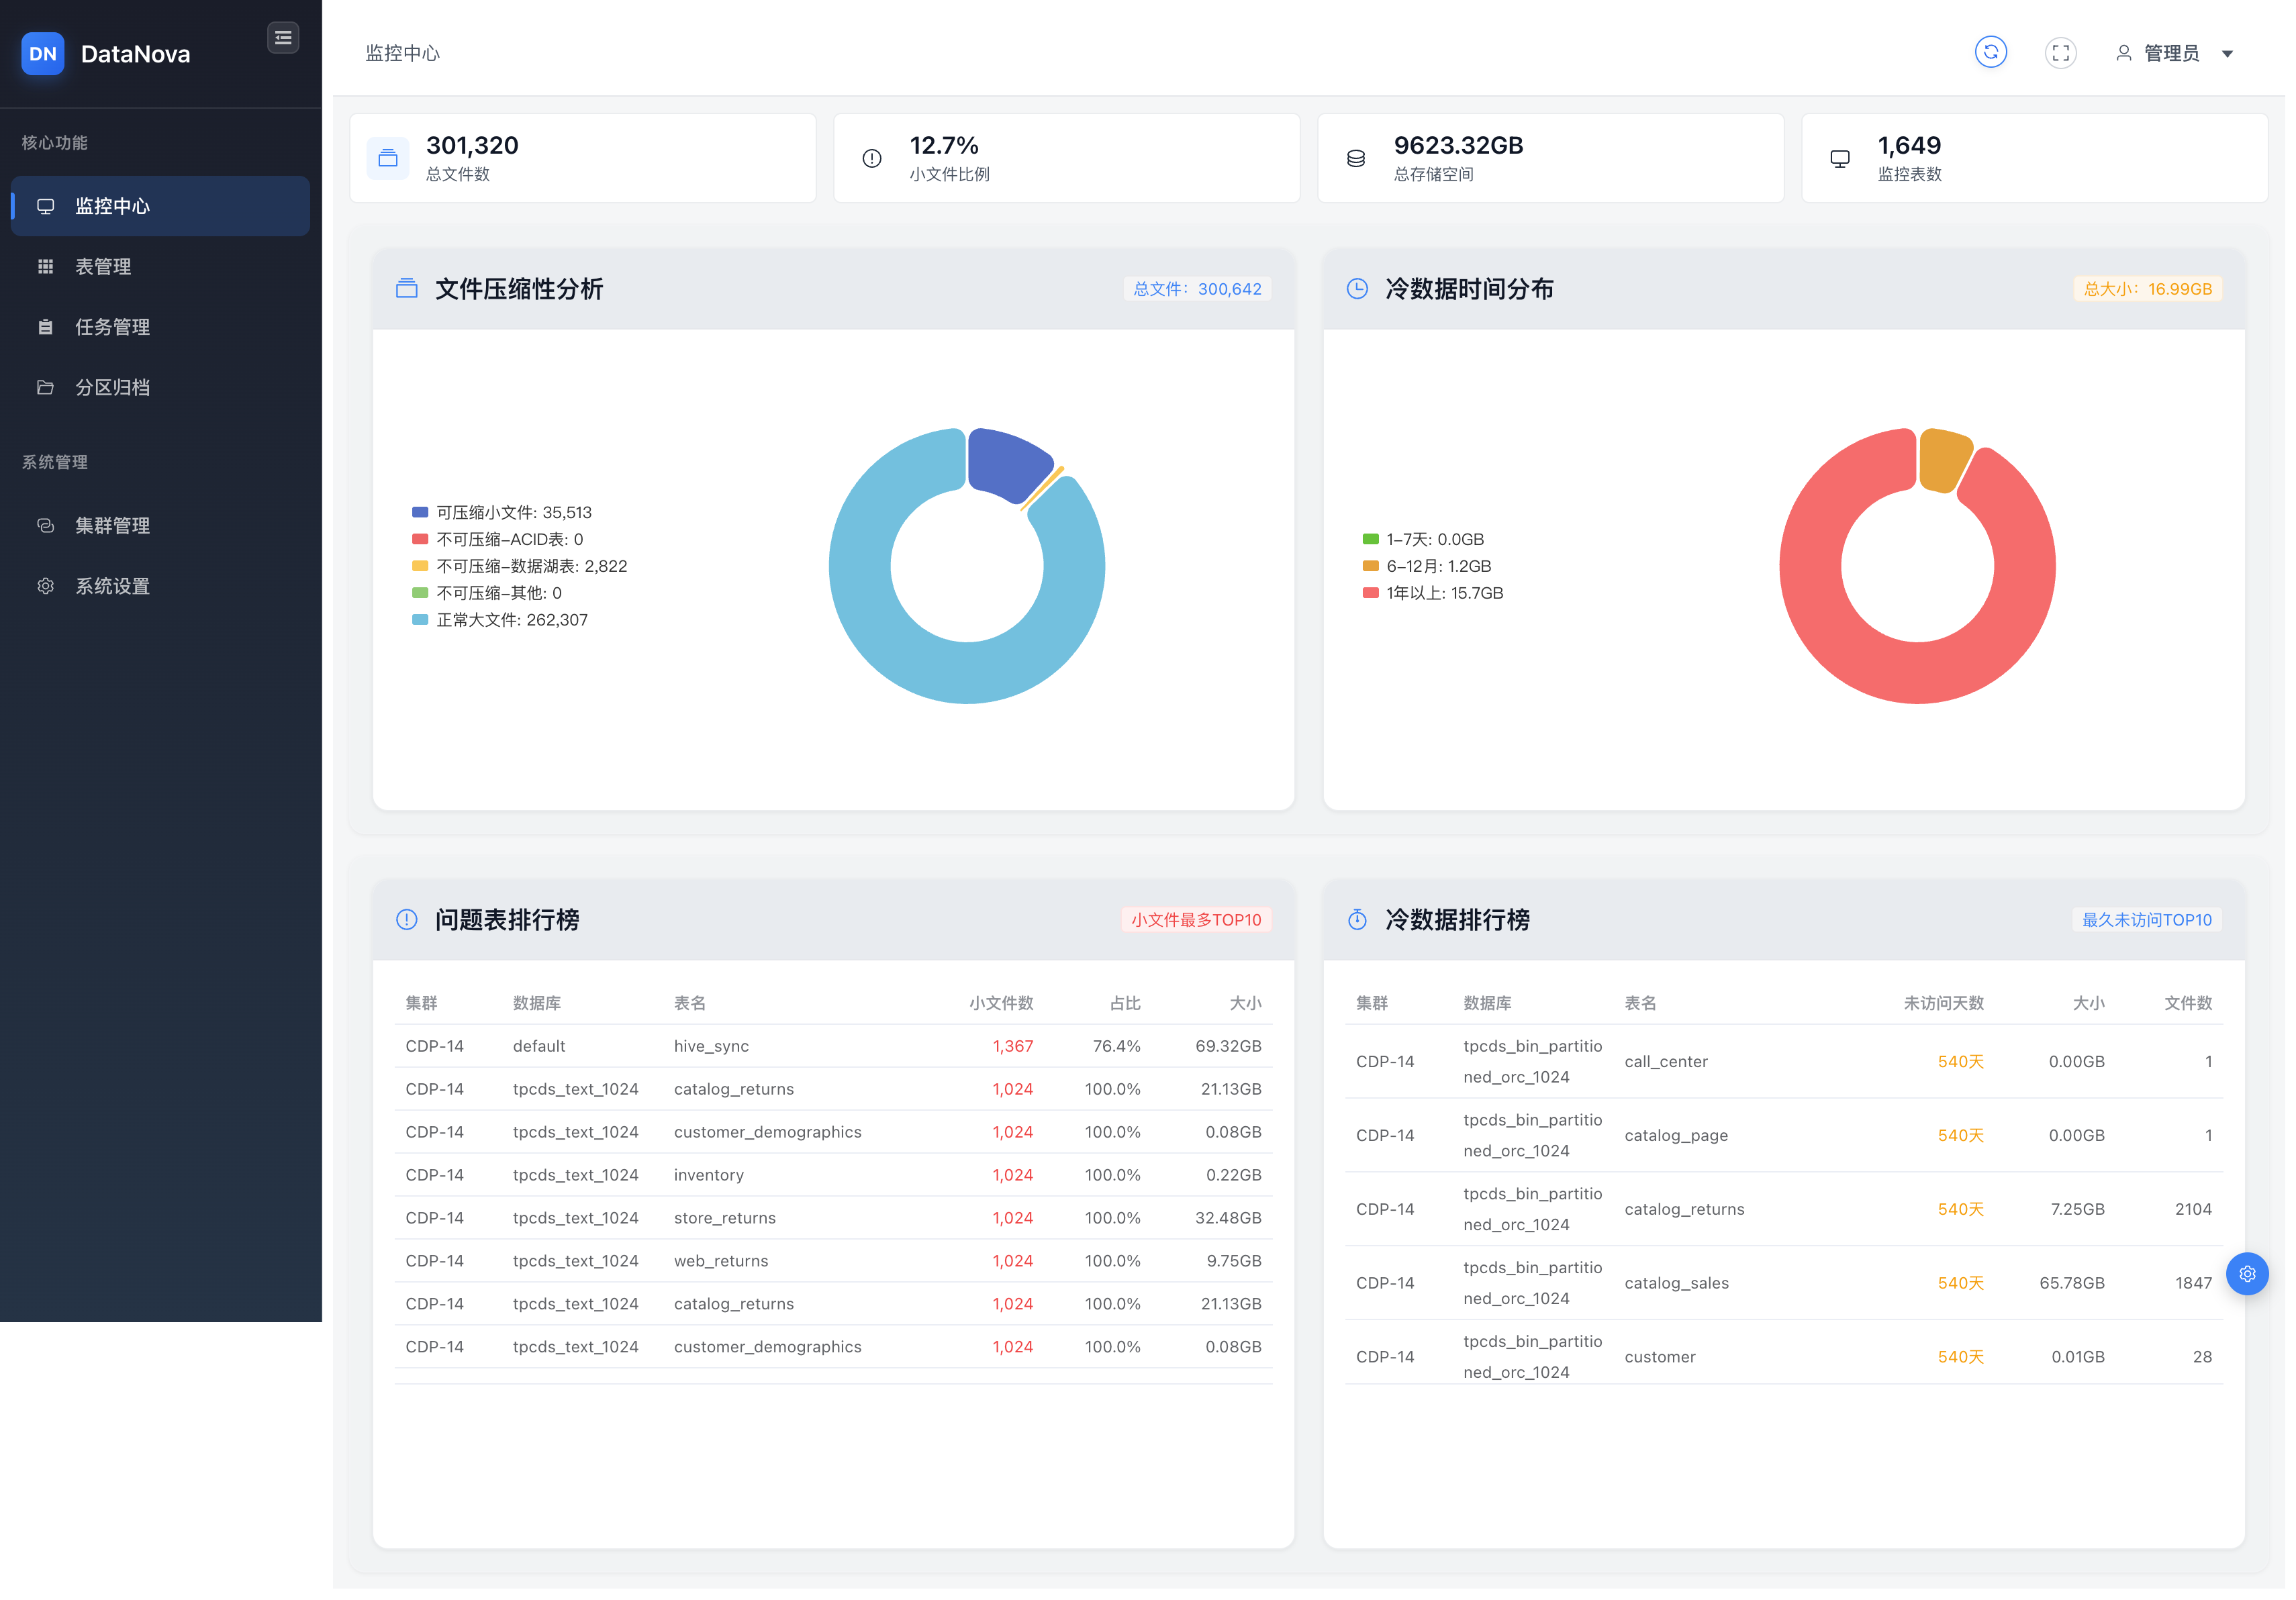 DN DataNova
核心功能
监控中心
表管理
任务管理
分区归档
系统管理
集群管理
系统设置
监控中心
管理员
301,320
总文件数
12.7%
小文件比例
9623.32GB
总存储空间
1,649
监控表数
文件压缩性分析
总文件：300,642
可压缩小文件: 35,513
不可压缩-ACID表: 0
不可压缩-数据湖表: 2,822
不可压缩-其他: 0
正常大文件: 262,307
冷数据时间分布
总大小：16.99GB
1-7天: 0.0GB
6-12月: 1.2GB
1年以上: 15.7GB
问题表排行榜
小文件最多TOP10
集群 数据库 表名 小文件数 占比 大小
CDP-14 default hive_sync 1,367 76.4% 69.32GB
CDP-14 tpcds_text_1024 catalog_returns 1,024 100.0% 21.13GB
CDP-14 tpcds_text_1024 customer_demographics 1,024 100.0% 0.08GB
CDP-14 tpcds_text_1024 inventory 1,024 100.0% 0.22GB
CDP-14 tpcds_text_1024 store_returns 1,024 100.0% 32.48GB
CDP-14 tpcds_text_1024 web_returns 1,024 100.0% 9.75GB
CDP-14 tpcds_text_1024 catalog_returns 1,024 100.0% 21.13GB
CDP-14 tpcds_text_1024 customer_demographics 1,024 100.0% 0.08GB
冷数据排行榜
最久未访问TOP10
集群 数据库 表名 未访问天数 大小 文件数
CDP-14 tpcds_bin_partitio
ned_orc_1024 call_center 540天 0.00GB 1
CDP-14 tpcds_bin_partitio
ned_orc_1024 catalog_page 540天 0.00GB 1
CDP-14 tpcds_bin_partitio
ned_orc_1024 catalog_returns 540天 7.25GB 2104
CDP-14 tpcds_bin_partitio
ned_orc_1024 catalog_sales 540天 65.78GB 1847
CDP-14 tpcds_bin_partitio
ned_orc_1024 customer 540天 0.01GB 28